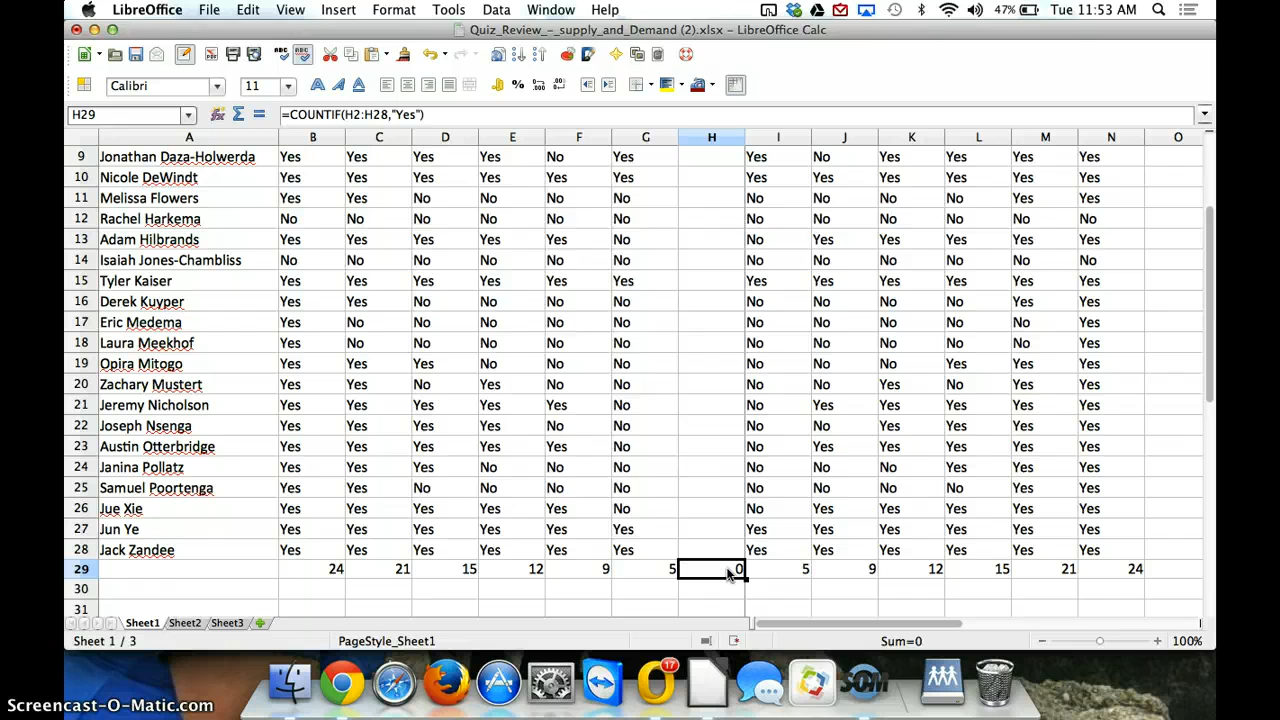 LibreOffice File Edit View Insert Format Tools Data Window Help 47% Tue 11:53 AM
Quiz_Review_–_supply_and_Demand (2).xlsx – LibreOffice Calc
Calibri 11
H29 =COUNTIF(H2:H28,"Yes")
A B C D E F G H I J K L M N O
9 Jonathan Daza-Holwerda Yes Yes Yes Yes No Yes Yes No Yes Yes Yes Yes
10 Nicole DeWindt Yes Yes Yes Yes Yes Yes Yes Yes Yes Yes Yes Yes
11 Melissa Flowers Yes Yes No No No No No No No No Yes Yes
12 Rachel Harkema No No No No No No No No No No No No
13 Adam Hilbrands Yes Yes Yes Yes Yes No No Yes Yes Yes Yes Yes
14 Isaiah Jones-Chambliss No No No No No No No No No No No No
15 Tyler Kaiser Yes Yes Yes Yes Yes Yes Yes Yes Yes Yes Yes Yes
16 Derek Kuyper Yes Yes No No No No No No No No Yes Yes
17 Eric Medema Yes No No No No No No No No No No Yes
18 Laura Meekhof Yes No No No No No No No No No No Yes
19 Opira Mitogo Yes Yes Yes No No No No No No Yes Yes Yes
20 Zachary Mustert Yes Yes No Yes No No No No Yes No Yes Yes
21 Jeremy Nicholson Yes Yes Yes Yes Yes No No Yes Yes Yes Yes Yes
22 Joseph Nsenga Yes Yes Yes Yes No No No No Yes Yes Yes Yes
23 Austin Otterbridge Yes Yes Yes Yes Yes No No Yes Yes Yes Yes Yes
24 Janina Pollatz Yes Yes Yes No No No No No No Yes Yes Yes
25 Samuel Poortenga Yes Yes No No No No No No No No Yes Yes
26 Jue Xie Yes Yes Yes Yes Yes No No Yes Yes Yes Yes Yes
27 Jun Ye Yes Yes Yes Yes Yes Yes Yes Yes Yes Yes Yes Yes
28 Jack Zandee Yes Yes Yes Yes Yes Yes Yes Yes Yes Yes Yes Yes
29 24 21 15 12 9 5 0 5 9 12 15 21 24
30
31
Sheet1 Sheet2 Sheet3
Sheet 1 / 3 PageStyle_Sheet1 Sum=0 100%
17
SOM
Screencast-O-Matic.com